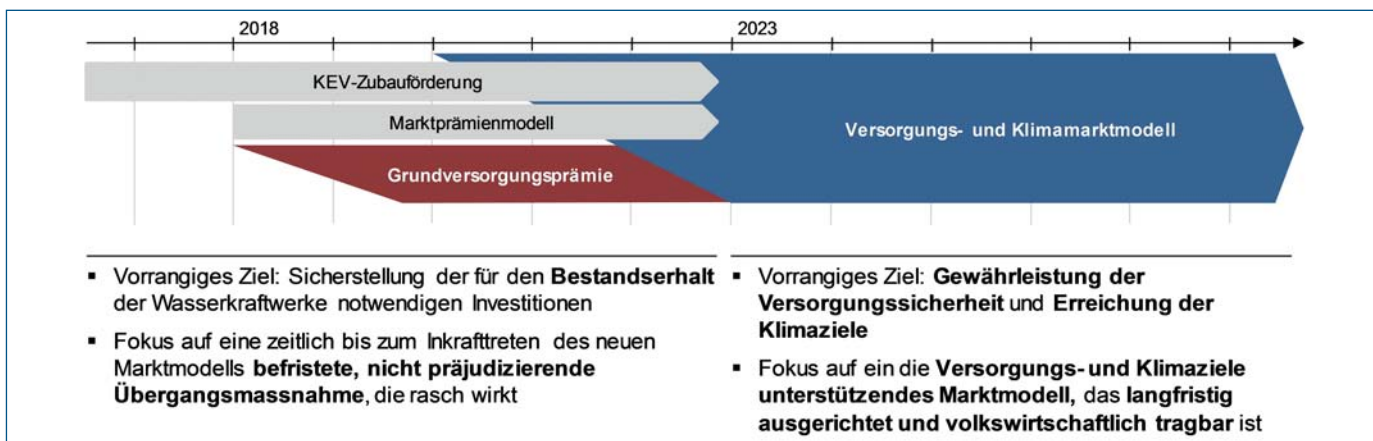 2018 2023
KEV-Zubauförderung
Marktprämienmodell
Versorgungs- und Klimamarktmodell
Grundversorgungsprämie
▪ Vorrangiges Ziel: Sicherstellung der für den Bestandserhalt
der Wasserkraftwerke notwendigen Investitionen
▪ Fokus auf eine zeitlich bis zum Inkrafttreten des neuen
Marktmodells befristete, nicht präjudizierende
Übergangsmassnahme, die rasch wirkt
▪ Vorrangiges Ziel: Gewährleistung der
Versorgungssicherheit und Erreichung der
Klimaziele
▪ Fokus auf ein die Versorgungs- und Klimaziele
unterstützendes Marktmodell, das langfristig
ausgerichtet und volkswirtschaftlich tragbar ist